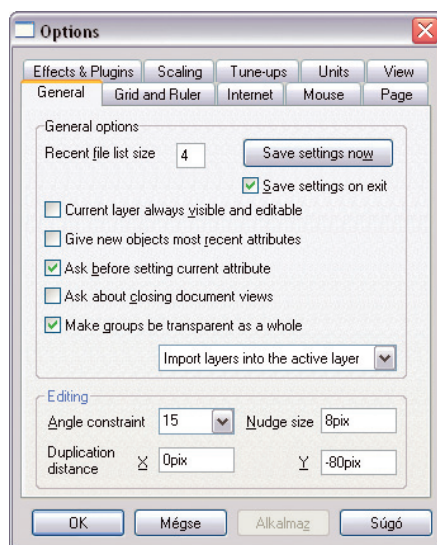 Options
Effects & Plugins Scaling Tune-ups Units View
General Grid and Ruler Internet Mouse Page
General options
Recent file list size 4 Save settings now
Save settings on exit
Current layer always visible and editable
Give new objects most recent attributes
Ask before setting current attribute
Ask about closing document views
Make groups be transparent as a whole
Import layers into the active layer
Editing
Angle constraint 15 Nudge size 8pix
Duplication distance X 0pix Y -80pix
OK Mégse Alkalmaz Súgó